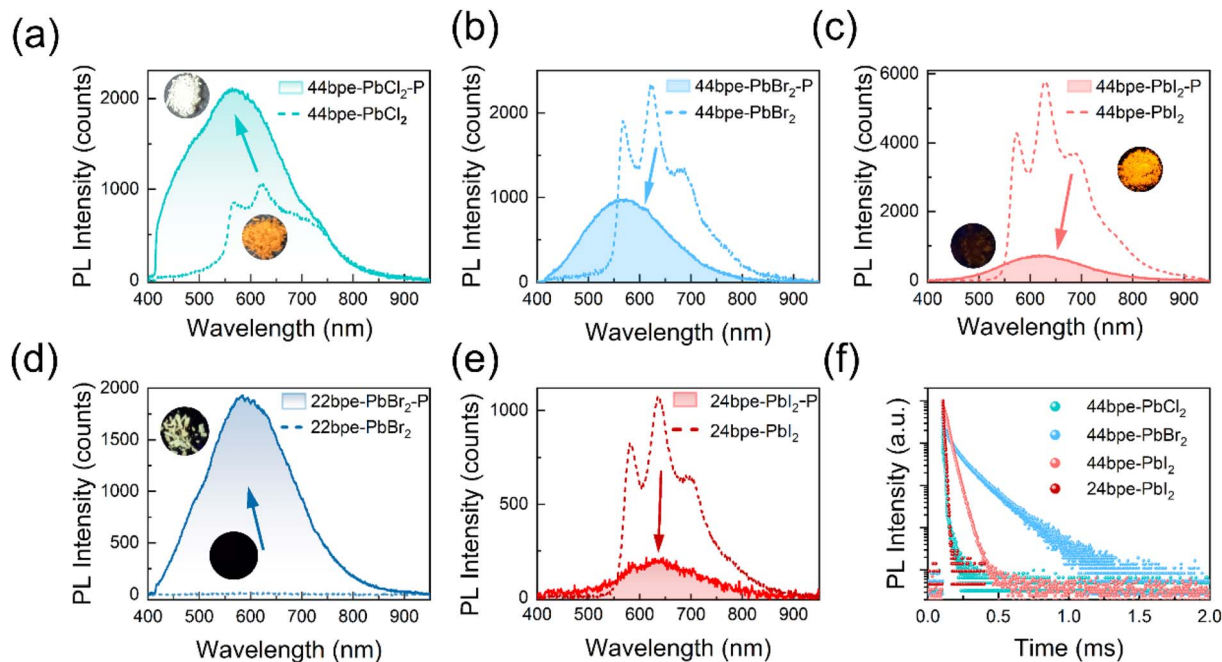 (a)
PL Intensity (counts)
2000
1000
0
44bpe-PbCl₂-P
44bpe-PbCl₂
400 500 600 700 800 900
Wavelength (nm)
(b)
PL Intensity (counts)
2000
1000
0
44bpe-PbBr₂-P
44bpe-PbBr₂
400 500 600 700 800 900
Wavelength (nm)
(c)
PL Intensity (counts)
6000
4000
2000
0
44bpe-PbI₂-P
44bpe-PbI₂
400 500 600 700 800 900
Wavelength (nm)
(d)
PL Intensity (counts)
2000
1500
1000
500
0
22bpe-PbBr₂-P
22bpe-PbBr₂
400 500 600 700 800 900
Wavelength (nm)
(e)
PL Intensity (counts)
1000
500
0
24bpe-PbI₂-P
24bpe-PbI₂
400 500 600 700 800 900
Wavelength (nm)
(f)
PL Intensity (a.u.)
44bpe-PbCl₂
44bpe-PbBr₂
44bpe-PbI₂
24bpe-PbI₂
0.0 0.5 1.0 1.5 2.0
Time (ms)